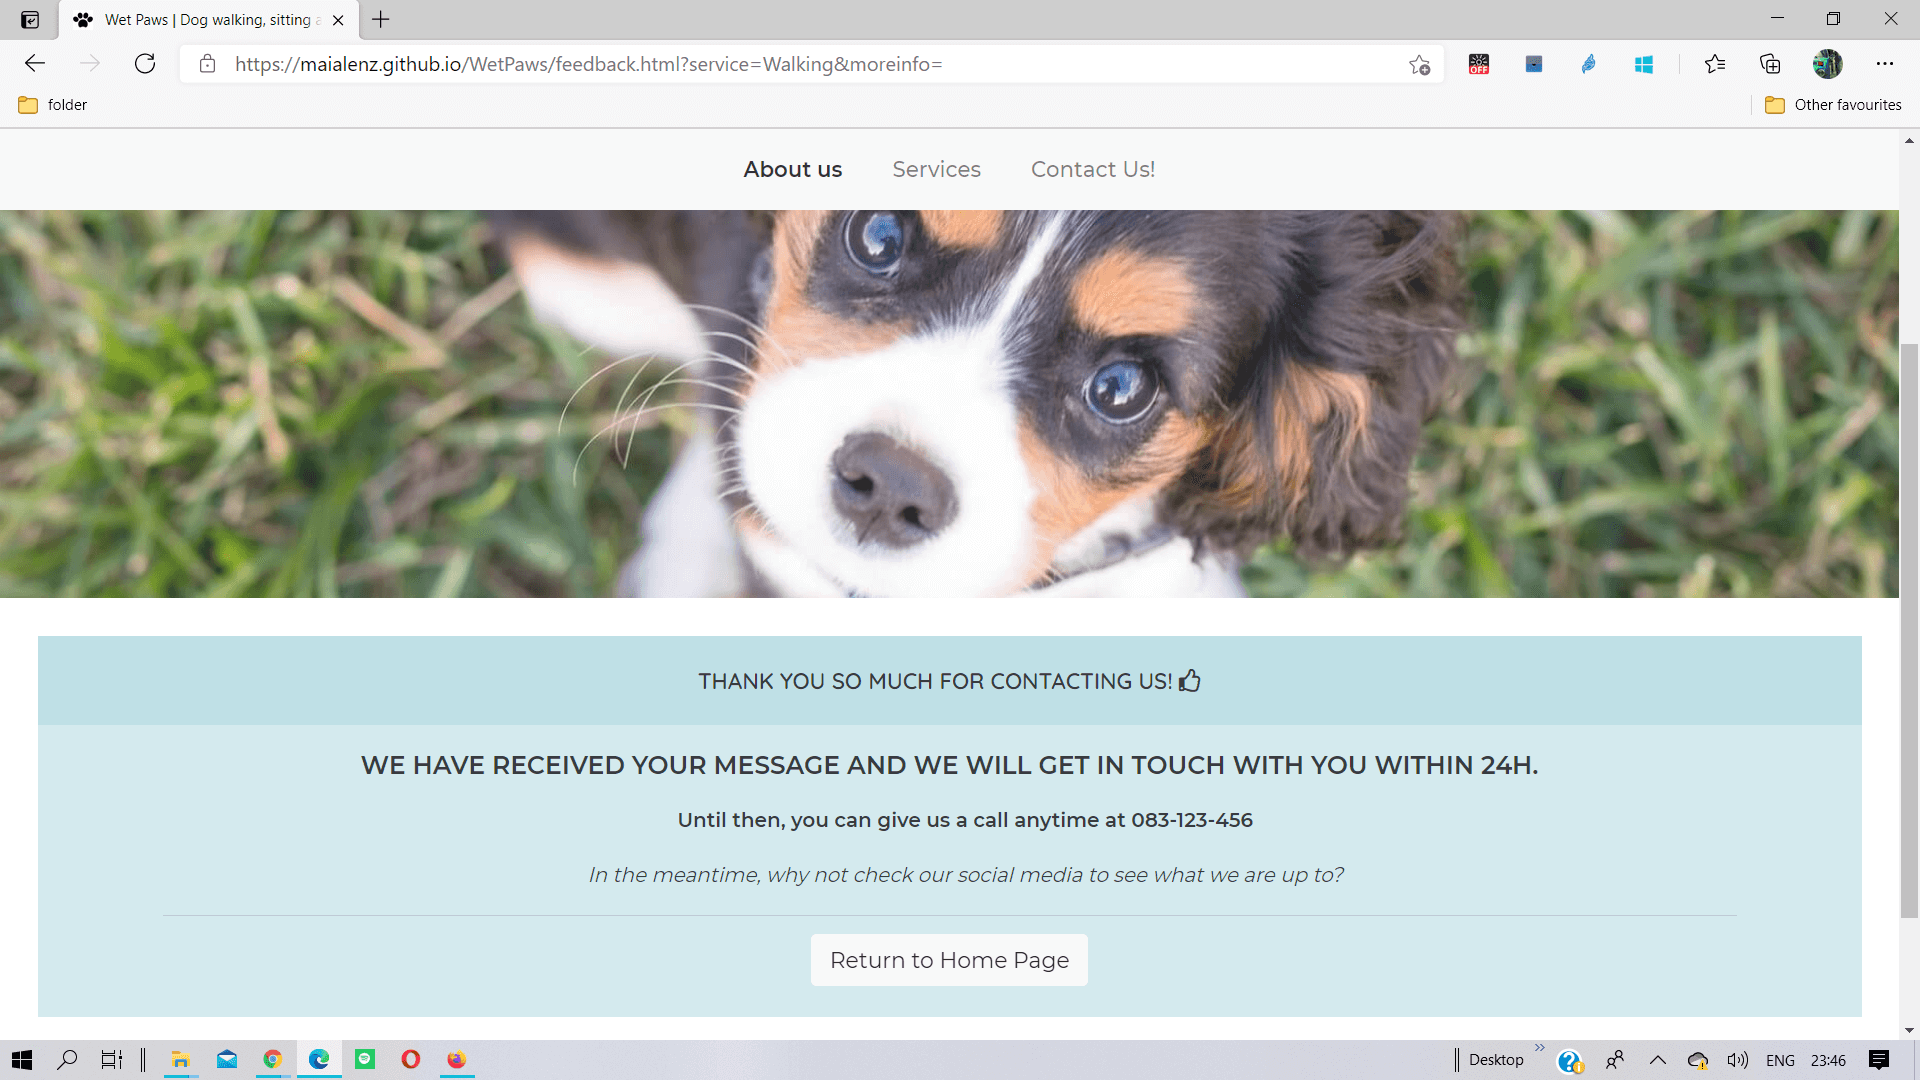 Wet Paws | Dog walking, sitting a
https://maialenz.github.io/WetPaws/feedback.html?service=Walking&moreinfo=
OFF
folder
Other favourites
About us
Services
Contact Us!
THANK YOU SO MUCH FOR CONTACTING US!
WE HAVE RECEIVED YOUR MESSAGE AND WE WILL GET IN TOUCH WITH YOU WITHIN 24H.
Until then, you can give us a call anytime at 083-123-456
In the meantime, why not check our social media to see what we are up to?
Return to Home Page
Desktop
ENG
23:46